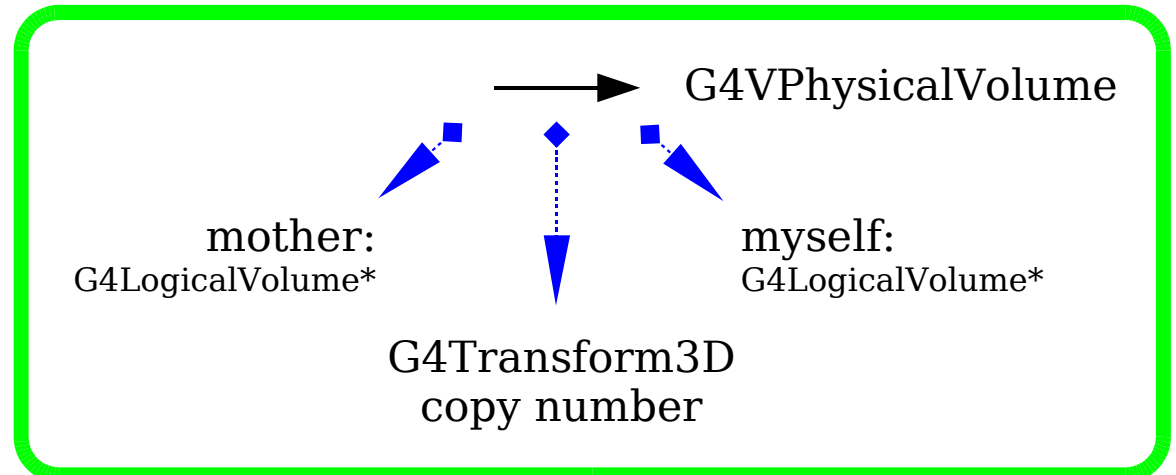 G4VPhysicalVolume
mother:
G4LogicalVolume*
myself:
G4LogicalVolume*
G4Transform3D
copy number